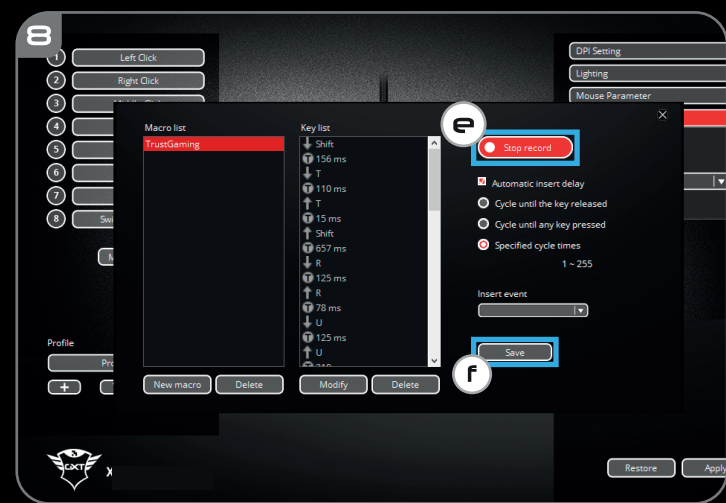 8
1 Left Click
2 Right Click
3
4
5
6
7
8 Swi
DPI Setting
Lighting
Mouse Parameter
Macro list
TrustGaming
New macro
Delete
Key list
Shift
T 156 ms
T
T 110 ms
T
T 15 ms
Shift
T 657 ms
R
T 125 ms
R
T 78 ms
U
T 125 ms
U
Modify
Delete
e
Stop record
Automatic insert delay
Cycle until the key released
Cycle until any key pressed
Specified cycle times
1 ~ 255
Insert event
Save
f
M
Profile
Pro
+
GXT
X
Restore
Apply